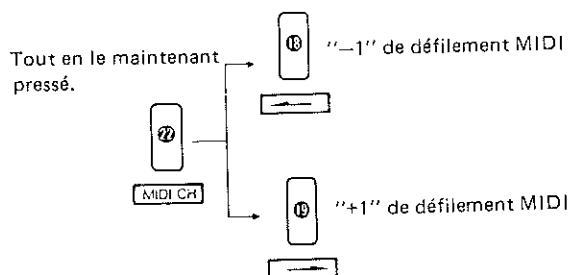 Tout en le maintenant
pressé.
⑱ "−1" de défilement MIDI
㉒
MIDI CH
⑲ "+1" de défilement MIDI